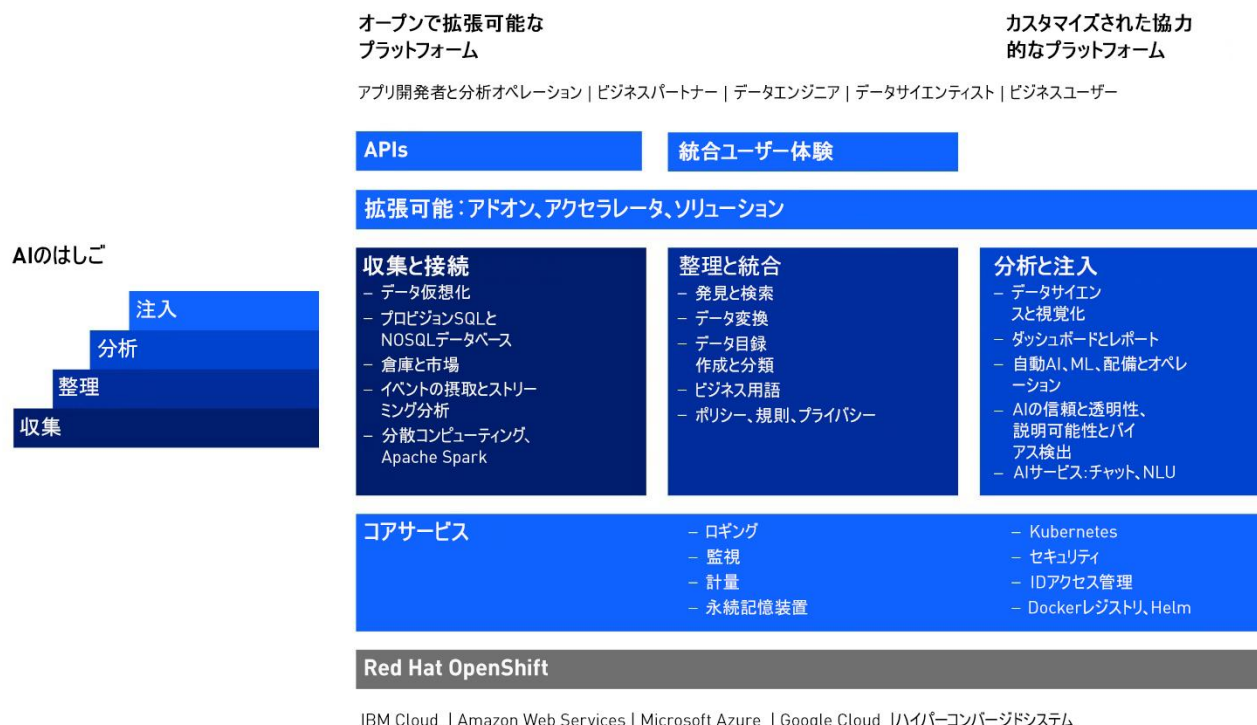 オープンで拡張可能な
プラットフォーム
カスタマイズされた協力
的なプラットフォーム
アプリ開発者と分析オペレーション | ビジネスパートナー | データエンジニア | データサイエンティスト | ビジネスユーザー
APIs
統合ユーザー体験
拡張可能：アドオン、アクセラレータ、ソリューション
AIのはしご
注入
分析
整理
収集
収集と接続
– データ仮想化
– プロビジョンSQLと
NOSQLデータベース
– 倉庫と市場
– イベントの摂取とストリー
ミング分析
– 分散コンピューティング、
Apache Spark
整理と統合
– 発見と検索
– データ変換
– データ目録
作成と分類
– ビジネス用語
– ポリシー、規則、プライバシー
分析と注入
– データサイエン
スと視覚化
– ダッシュボードとレポート
– 自動AI、ML、配備とオペレ
ーション
– AIの信頼と透明性、
説明可能性とバイ
アス検出
– AIサービス:チャット、NLU
コアサービス
– ロギング
– 監視
– 計量
– 永続記憶装置
– Kubernetes
– セキュリティ
– IDアクセス管理
– Dockerレジストリ、Helm
Red Hat OpenShift
IBM Cloud | Amazon Web Services | Microsoft Azure | Google Cloud |ハイパーコンバージドシステム